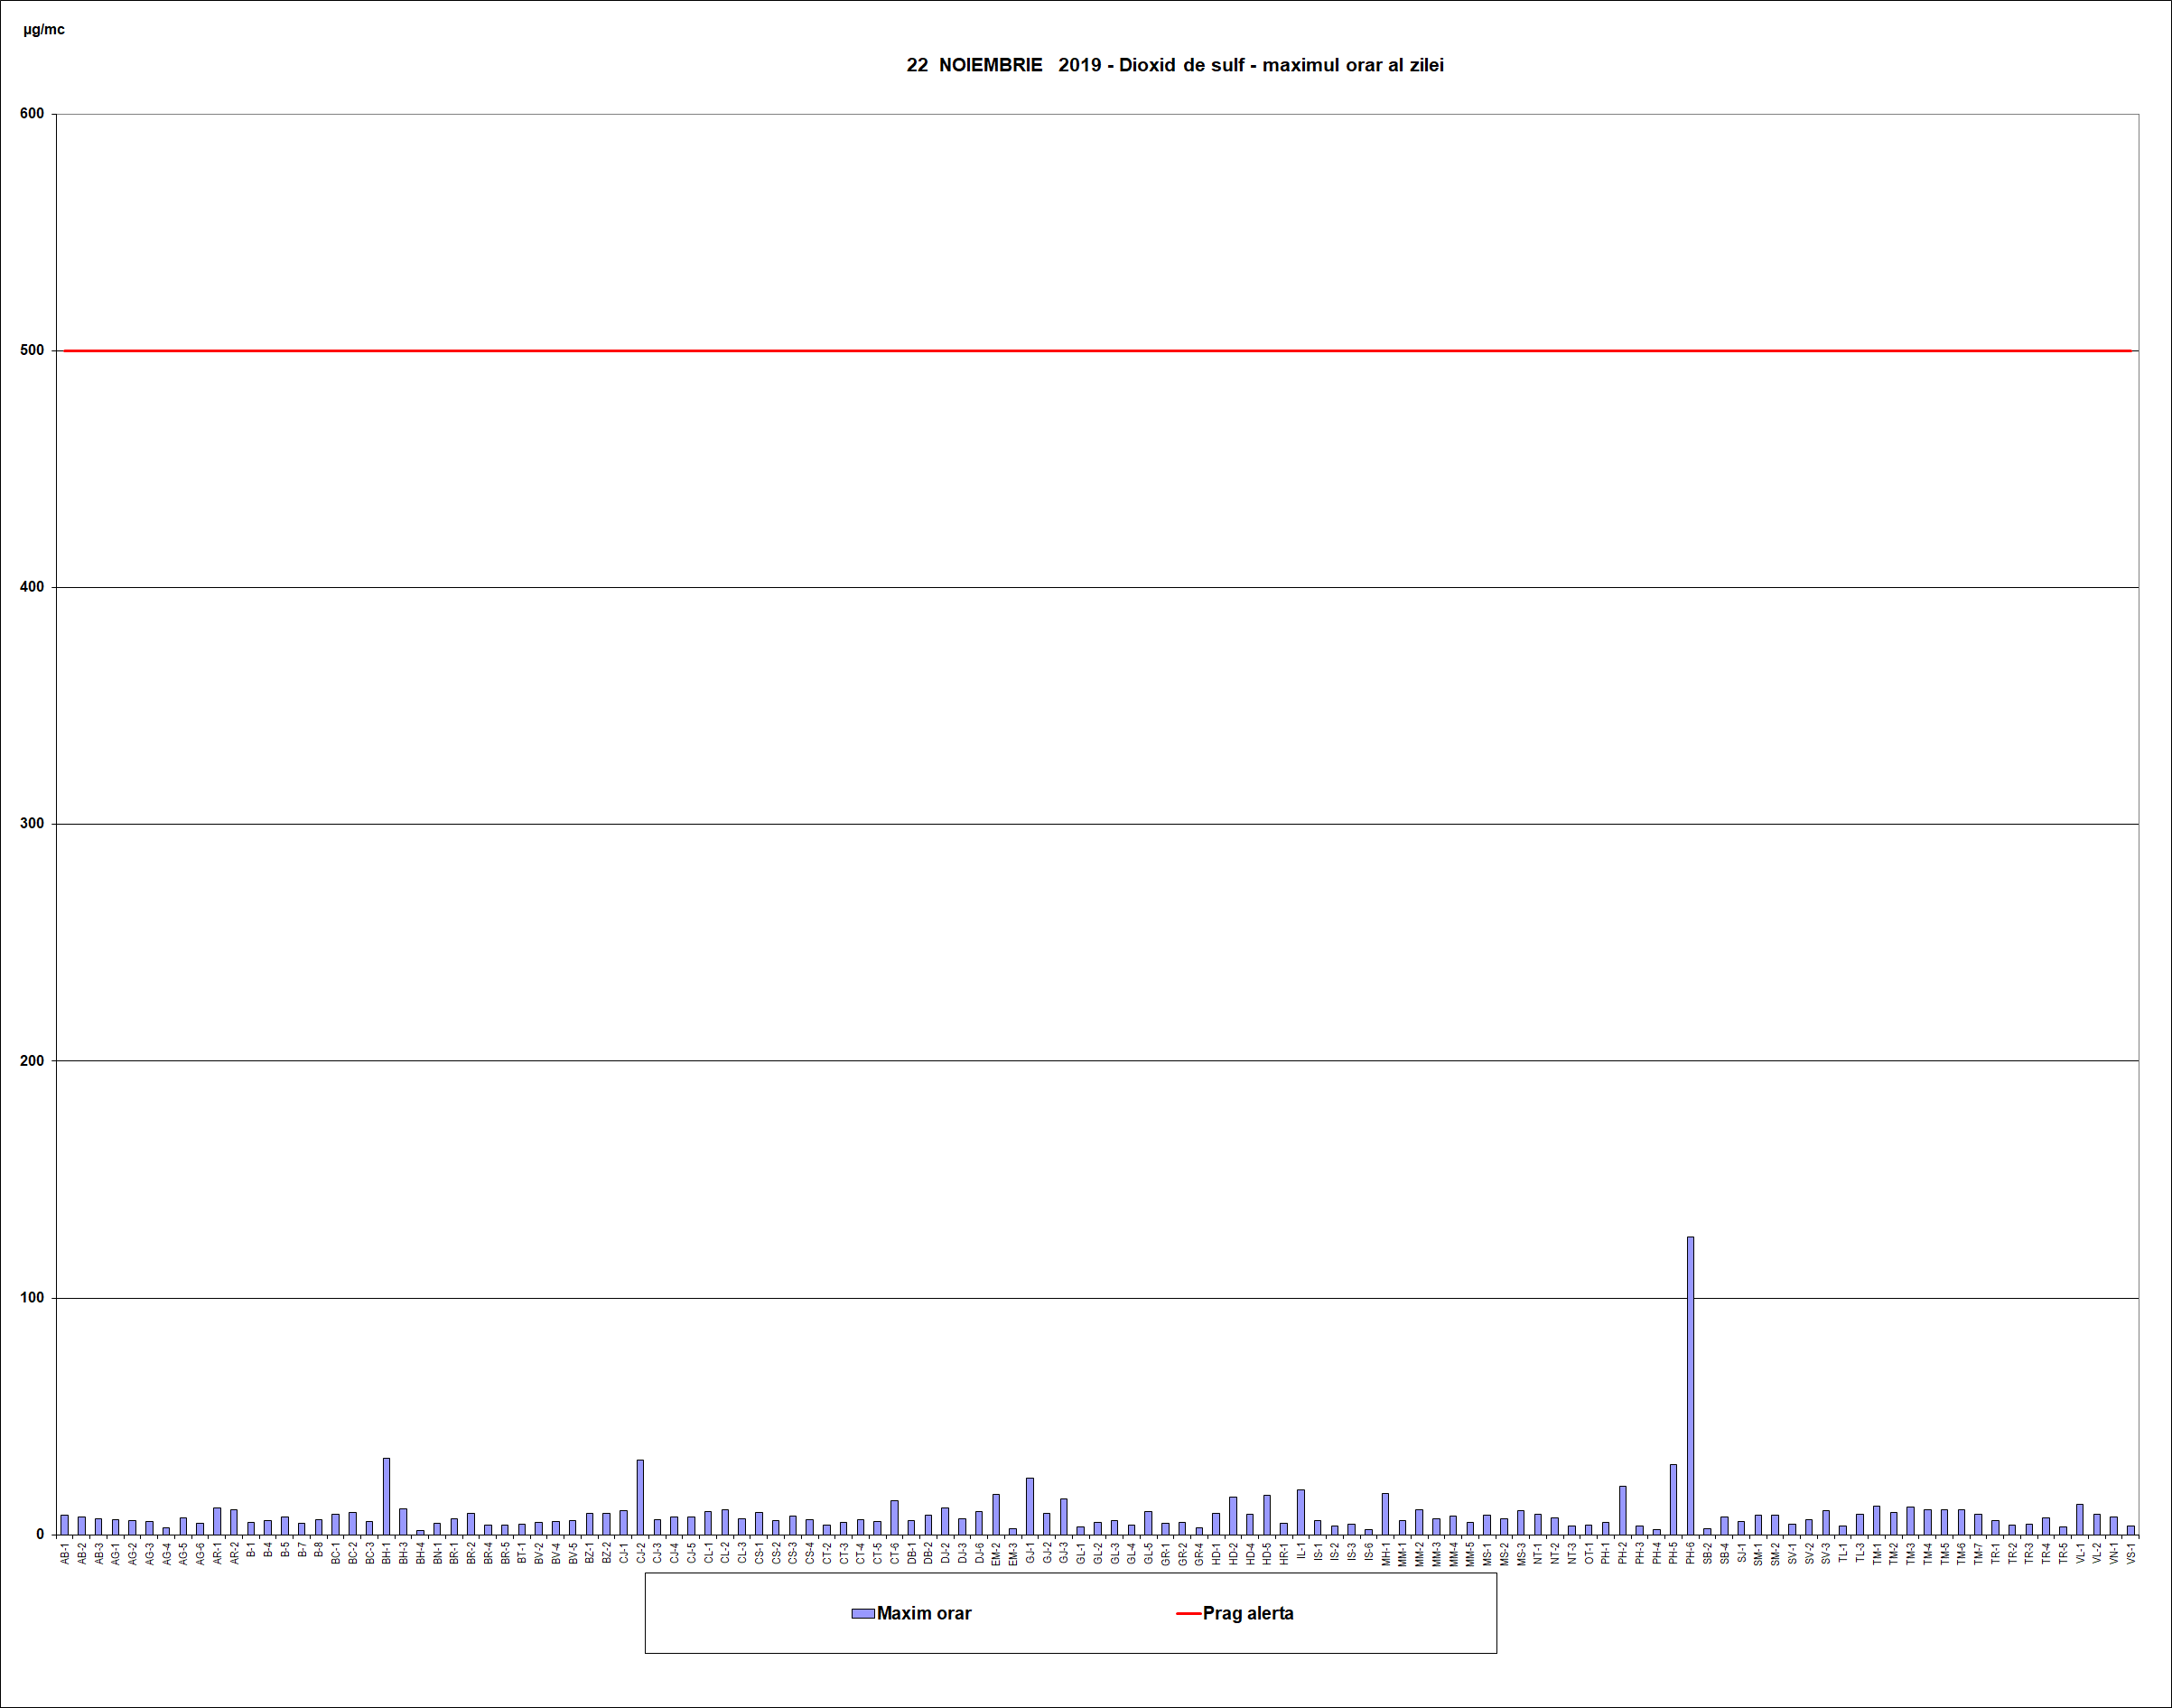 µg/mc
22 NOIEMBRIE 2019 - Dioxid de sulf - maximul orar al zilei
600
500
400
300
200
100
0
AB-1 AB-2 AB-3 AG-1 AG-2 AG-3 AG-4 AG-5 AG-6 AR-1 AR-2 B-1 B-4 B-5 B-7 B-8 BC-1 BC-2 BC-3 BH-1 BH-3 BH-4 BN-1 BR-1 BR-2 BR-4 BR-5 BT-1 BV-2 BV-4 BV-5 BZ-1 BZ-2 CJ-1 CJ-2 CJ-3 CJ-4 CJ-5 CL-1 CL-2 CL-3 CS-1 CS-2 CS-3 CS-4 CT-2 CT-3 CT-4 CT-5 CT-6 DB-1 DB-2 DJ-2 DJ-3 DJ-6 EM-2 EM-3 GJ-1 GJ-2 GJ-3 GL-1 GL-2 GL-3 GL-4 GL-5 GR-1 GR-2 GR-4 HD-1 HD-2 HD-4 HD-5 HR-1 IL-1 IS-1 IS-2 IS-3 IS-6 MH-1 MM-1 MM-2 MM-3 MM-4 MM-5 MS-1 MS-2 MS-3 NT-1 NT-2 NT-3 OT-1 PH-1 PH-2 PH-3 PH-4 PH-5 PH-6 SB-2 SB-4 SJ-1 SM-1 SM-2 SV-1 SV-2 SV-3 TL-1 TL-3 TM-1 TM-2 TM-3 TM-4 TM-5 TM-6 TM-7 TR-1 TR-2 TR-3 TR-4 TR-5 VL-1 VL-2 VN-1 VS-1
Maxim orar Prag alerta